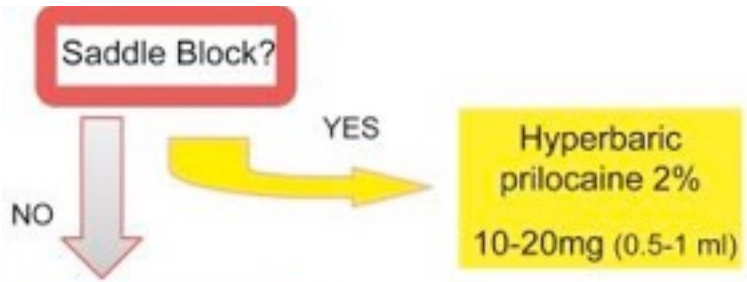 Saddle Block?
YES
Hyperbaric
prilocaine 2%
NO
10-20mg (0.5-1 ml)